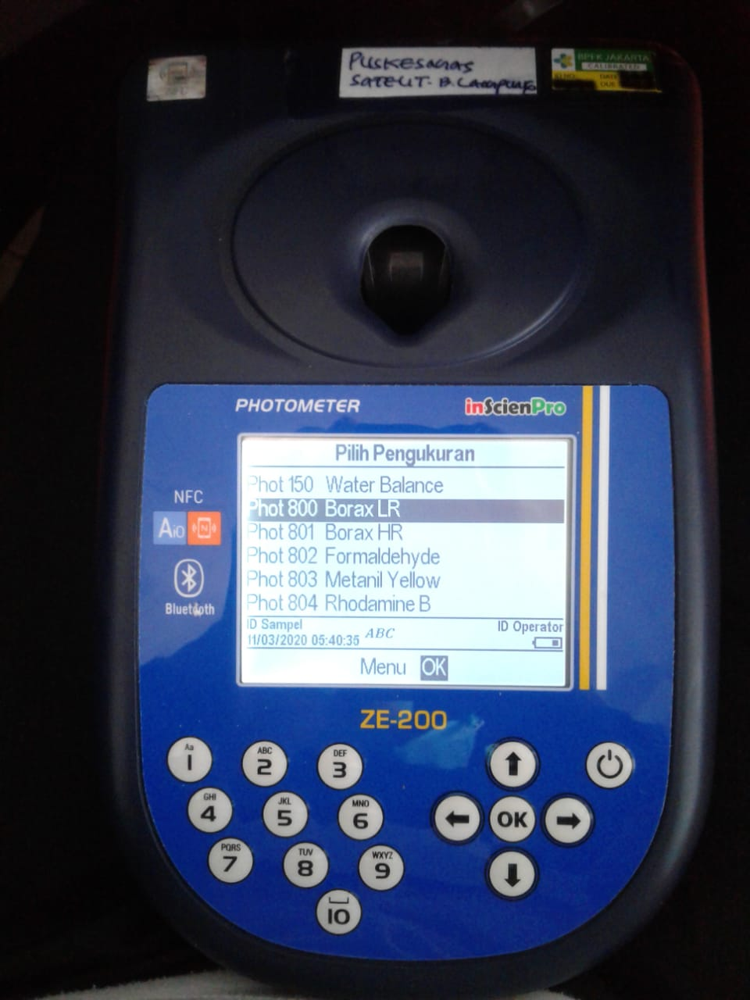 PUSKESMAS
SATELIT - B. Lampung
BPFK JAKARTA
CALIBRATED
DUE
PHOTOMETER
inScienPro
Pilih Pengukuran
Phot 150 Water Balance
Phot 800 Borax LR
Phot 801 Borax HR
Phot 802 Formaldehyde
Phot 803 Metanil Yellow
Phot 804 Rhodamine B
ID Sampel ABC ID Operator
11/03/2020 05:40:35
Menu OK
NFC
AiO N
Bluetooth
ZE-200
Aa ABC DEF
1 2 3
GHI JKL MNO
4 5 6
OK
PQRS TUV WXYZ
7 8 9
10